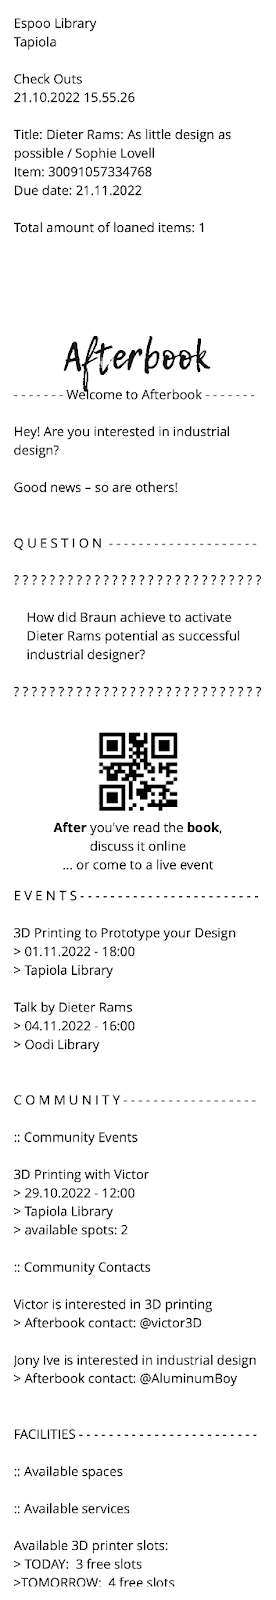 Espoo Library
Tapiola
Check Outs
21.10.2022 15.55.26
Title: Dieter Rams: As little design as
possible / Sophie Lovell
Item: 30091057334768
Due date: 21.11.2022
Total amount of loaned items: 1
Afterbook
- - - - - - - Welcome to Afterbook - - - - - - -
Hey! Are you interested in industrial
design?
Good news – so are others!
Q U E S T I O N - - - - - - - - - - - - - - - - - - - -
? ? ? ? ? ? ? ? ? ? ? ? ? ? ? ? ? ? ? ? ? ? ? ? ? ? ? ?
How did Braun achieve to activate
Dieter Rams potential as successful
industrial designer?
? ? ? ? ? ? ? ? ? ? ? ? ? ? ? ? ? ? ? ? ? ? ? ? ? ? ? ?
After you've read the book,
discuss it online
... or come to a live event
E V E N T S - - - - - - - - - - - - - - - - - - - - - - - -
3D Printing to Prototype your Design
> 01.11.2022 - 18:00
> Tapiola Library
Talk by Dieter Rams
> 04.11.2022 - 16:00
> Oodi Library
C O M M U N I T Y - - - - - - - - - - - - - - - - - -
:: Community Events
3D Printing with Victor
> 29.10.2022 - 12:00
> Tapiola Library
> available spots: 2
:: Community Contacts
Victor is interested in 3D printing
> Afterbook contact: @victor3D
Jony Ive is interested in industrial design
> Afterbook contact: @AluminumBoy
FACILITIES - - - - - - - - - - - - - - - - - - - - - - - -
:: Available spaces
:: Available services
Available 3D printer slots:
> TODAY: 3 free slots
>TOMORROW: 4 free slots